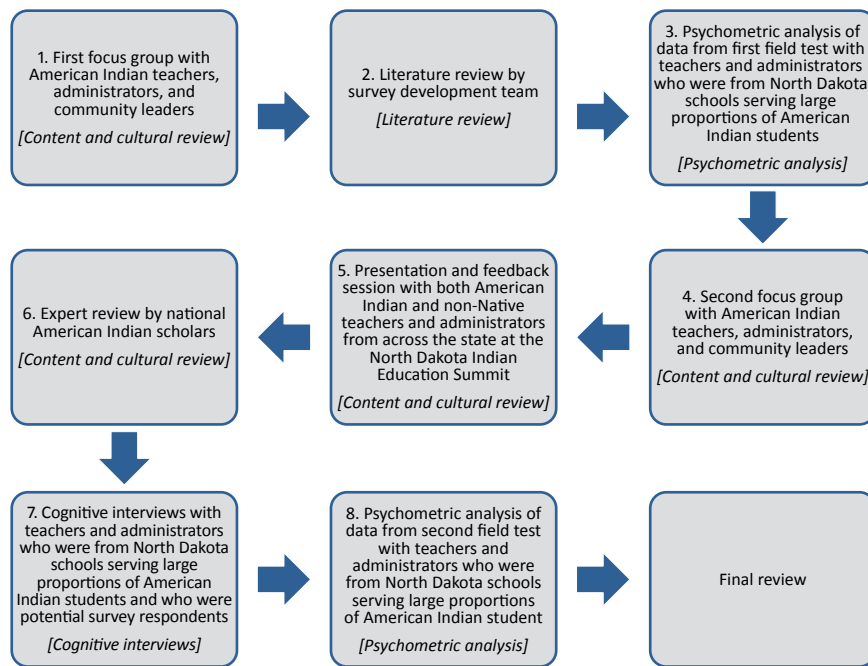 1. First focus group with
American Indian teachers,
administrators, and
community leaders
[Content and cultural review]
2. Literature review by
survey development team
[Literature review]
3. Psychometric analysis of
data from first field test with
teachers and administrators
who were from North Dakota
schools serving large
proportions of American
Indian students
[Psychometric analysis]
4. Second focus group
with American Indian
teachers, administrators,
and community leaders
[Content and cultural review]
5. Presentation and feedback
session with both American
Indian and non-Native
teachers and administrators
from across the state at the
North Dakota Indian
Education Summit
[Content and cultural review]
6. Expert review by national
American Indian scholars
[Content and cultural review]
7. Cognitive interviews with
teachers and administrators
who were from North Dakota
schools serving large
proportions of American
Indian students and who were
potential survey respondents
[Cognitive interviews]
8. Psychometric analysis of
data from second field test
with teachers and
administrators who were
from North Dakota schools
serving large proportions
of American Indian student
[Psychometric analysis]
Final review